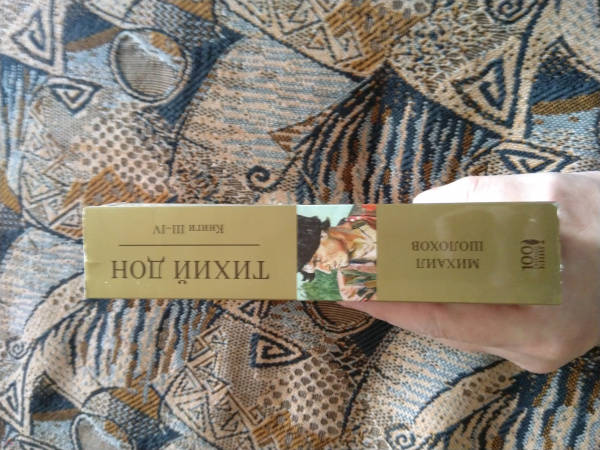 МИХАИЛ
ШОЛОХОВ
ТИХИЙ ДОН
Книги III–IV
100